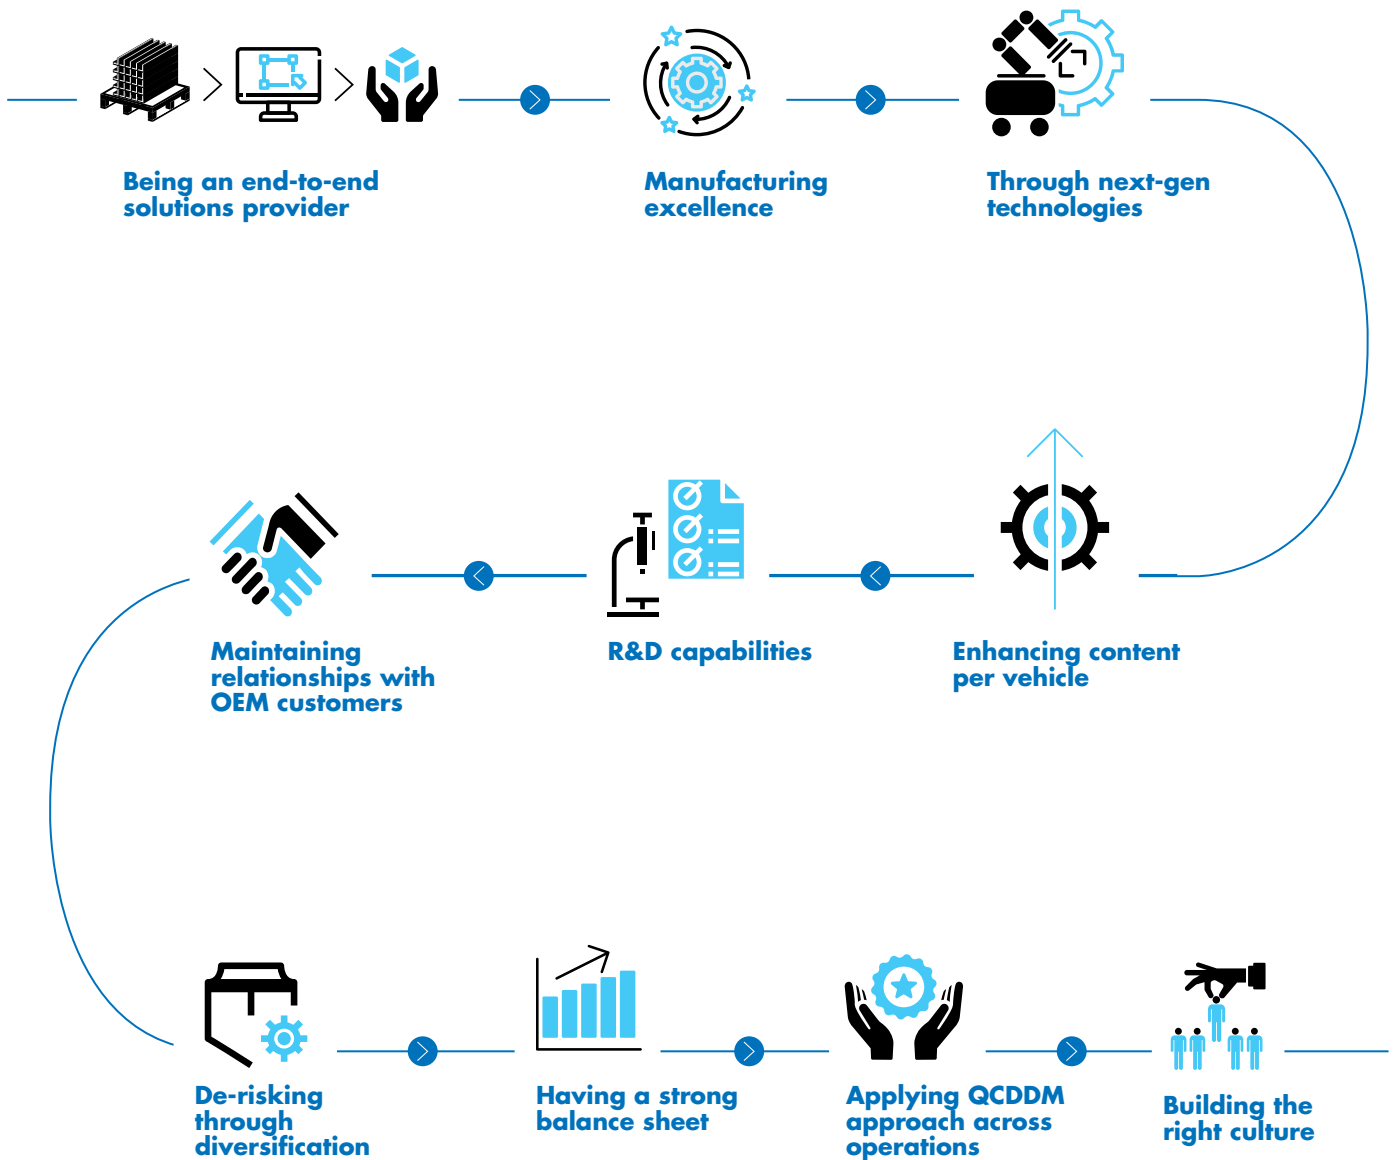 Being an end-to-end
solutions provider
Manufacturing
excellence
Through next-gen
technologies
Enhancing content
per vehicle
R&D capabilities
Maintaining
relationships with
OEM customers
De-risking
through
diversification
Having a strong
balance sheet
Applying QCDDM
approach across
operations
Building the
right culture